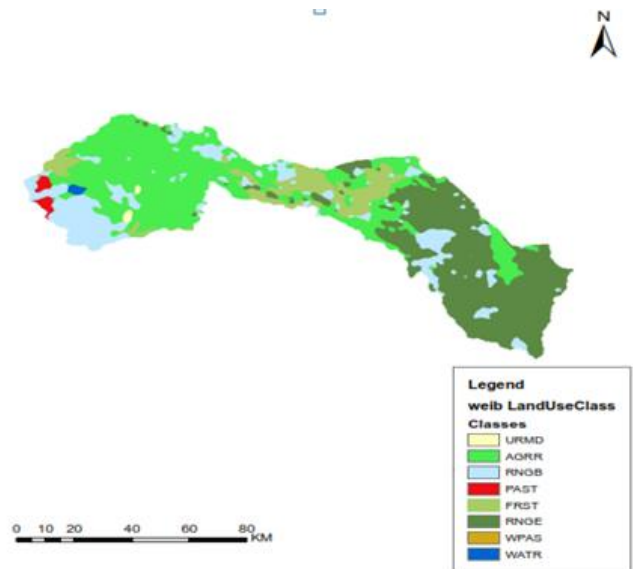 N
Legend
weib LandUseClass
Classes
URMD
AGRR
RNGB
PAST
FRST
RNGE
WPAS
WATR
0 10 20 40 60 80
KM